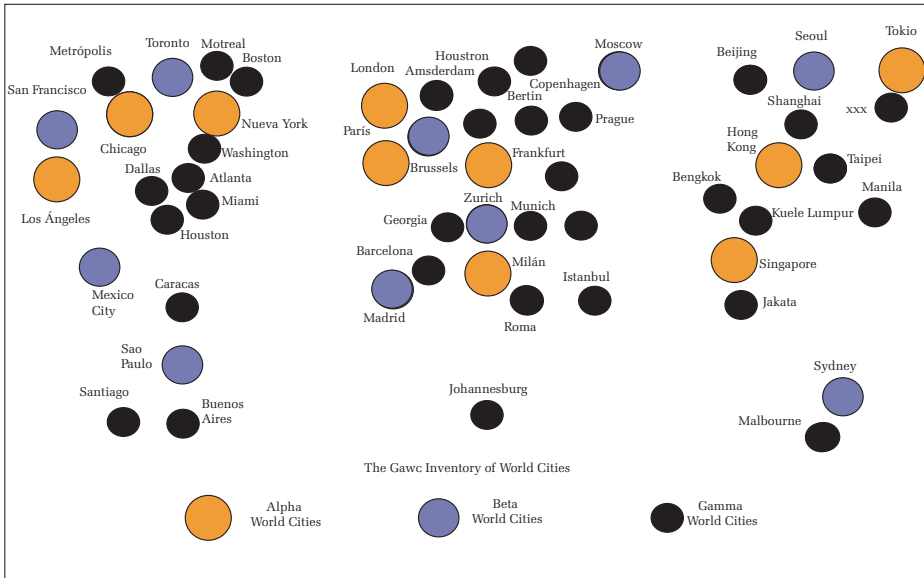 Metrópolis
Toronto
Motreal
Boston
San Francisco
Chicago
Nueva York
Washington
Dallas
Atlanta
Miami
Los Ángeles
Houston
Mexico
City
Caracas
Sao
Paulo
Santiago
Buenos
Aires
London
Houstron
Amsderdam
Copenhagen
Moscow
Bertin
Prague
París
Brussels
Frankfurt
Zurich
Munich
Georgia
Barcelona
Milán
Istanbul
Madrid
Roma
Johannesburg
Beijing
Seoul
Tokio
Shanghai
xxx
Hong
Kong
Taipei
Bengkok
Manila
Kuele Lumpur
Singapore
Jakata
Sydney
Malbourne
The Gawc Inventory of World Cities
Alpha
World Cities
Beta
World Cities
Gamma
World Cities